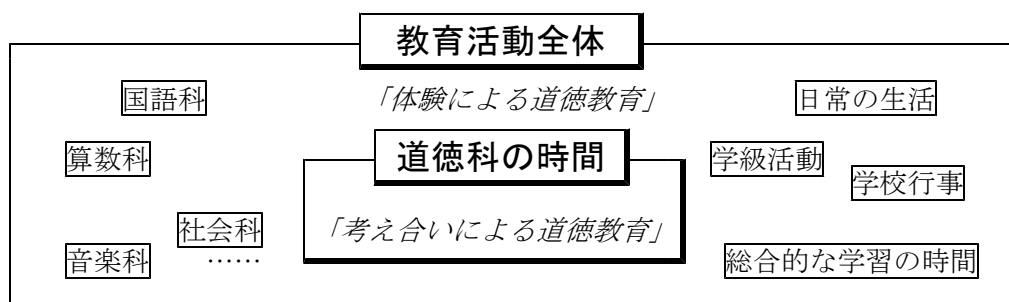 教育活動全体
国語科
「体験による道徳教育」
日常の生活
算数科
道徳科の時間
学級活動
学校行事
社会科
「考え合いによる道徳教育」
音楽科
……
総合的な学習の時間